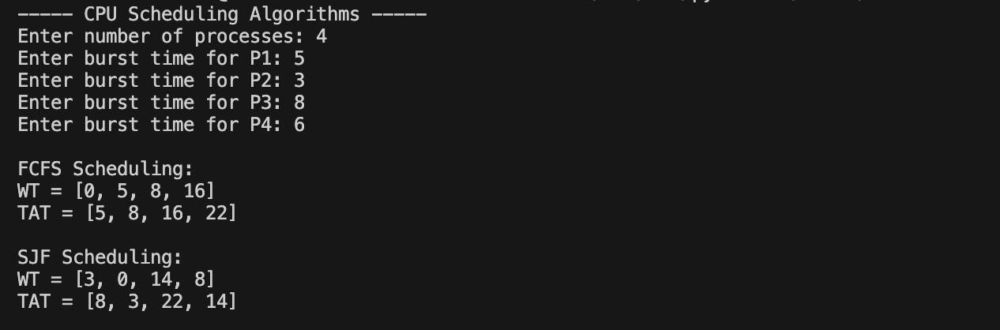 ----- CPU Scheduling Algorithms -----
Enter number of processes: 4
Enter burst time for P1: 5
Enter burst time for P2: 3
Enter burst time for P3: 8
Enter burst time for P4: 6
FCFS Scheduling:
WT = [0, 5, 8, 16]
TAT = [5, 8, 16, 22]
SJF Scheduling:
WT = [3, 0, 14, 8]
TAT = [8, 3, 22, 14]